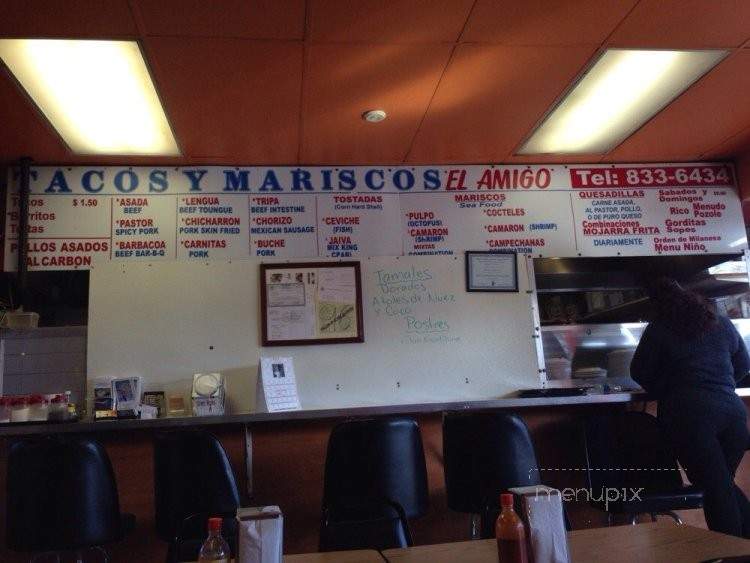 TACOS Y MARISCOS EL AMIGO
Tel: 833-6434
Tacos $ 1.50
Burritos
Tortas
POLLOS ASADOS
AL CARBON
*ASADA
BEEF
*PASTOR
SPICY PORK
*BARBACOA
BEEF BAR-B-Q
*LENGUA
BEEF TOUNGUE
*CHICHARRON
PORK SKIN FRIED
*CARNITAS
PORK
*TRIPA
BEEF INTESTINE
*CHORIZO
MEXICAN SAUSAGE
*BUCHE
PORK
TOSTADAS
(Corn Hard Shell)
*CEVICHE
(FISH)
*JAIVA
MIX KING
*PULPO
(OCTOPUS)
*CAMARON
(ShRIMP)
MIXTAS
COMBINATION
MARISCOS
Sea Food
*COCTELES
*CAMARON (SHRIMP)
*CAMPECHANAS
COMBINATION
QUESADILLAS
CARNE ASADA,
AL PASTOR, POLLO,
O DE PURO QUESO
Combinaciones
MOJARRA FRITA
DIARIAMENTE
Sabados y
Domingos
Rico Menudo
Pozole
Gorditas
Sopes
Orden de Milanesa
Menu Niño
Tamales
Dorados
Atoles de Nuez
y Coco
Postres
menupix